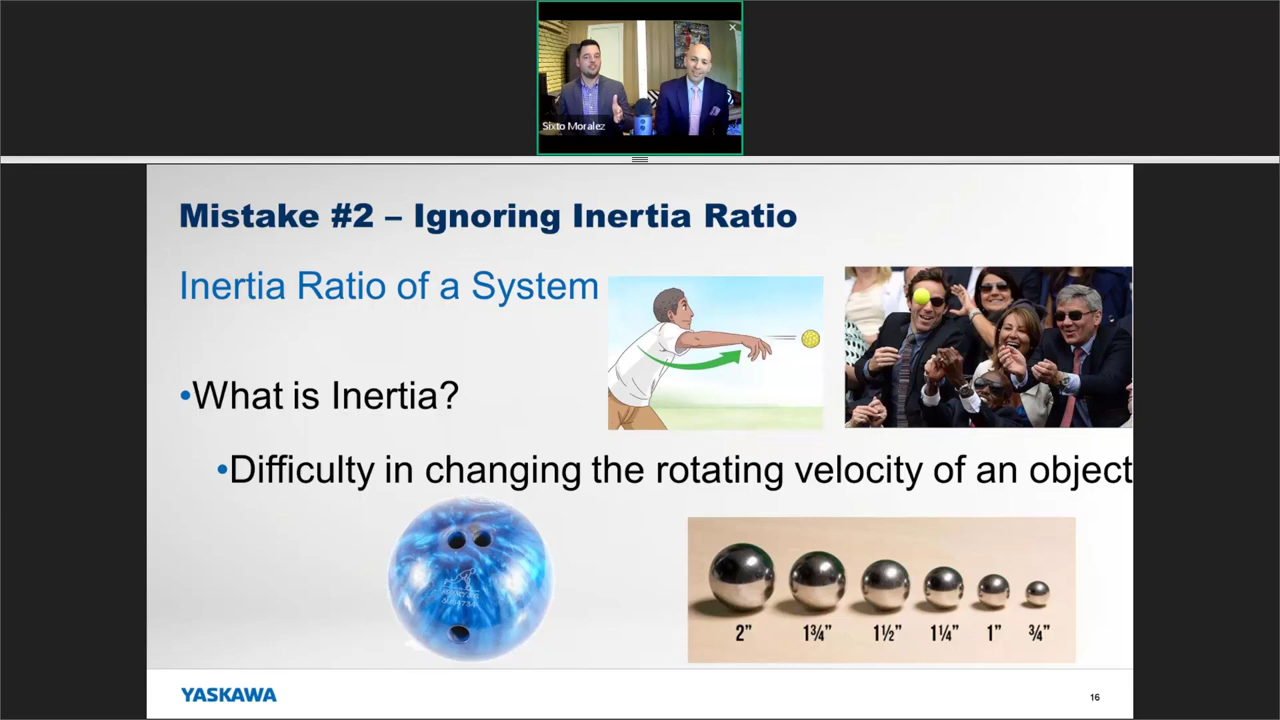 Sixto Moralez
Mistake #2 – Ignoring Inertia Ratio
Inertia Ratio of a System
•What is Inertia?
•Difficulty in changing the rotating velocity of an object
2” 1¾” 1½” 1¼” 1” ¾”
YASKAWA
16